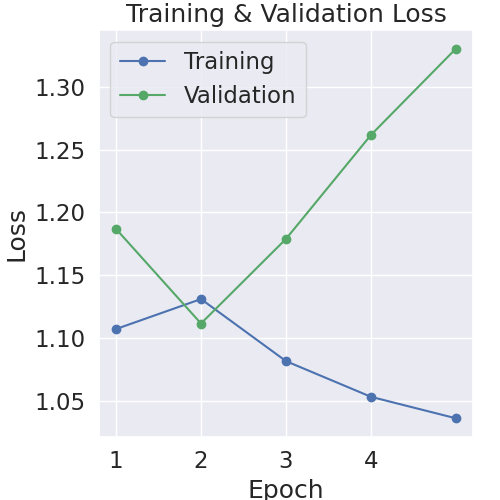 Training & Validation Loss
Training
Validation
1.30
1.25
1.20
1.15
1.10
1.05
Loss
1 2 3 4
Epoch